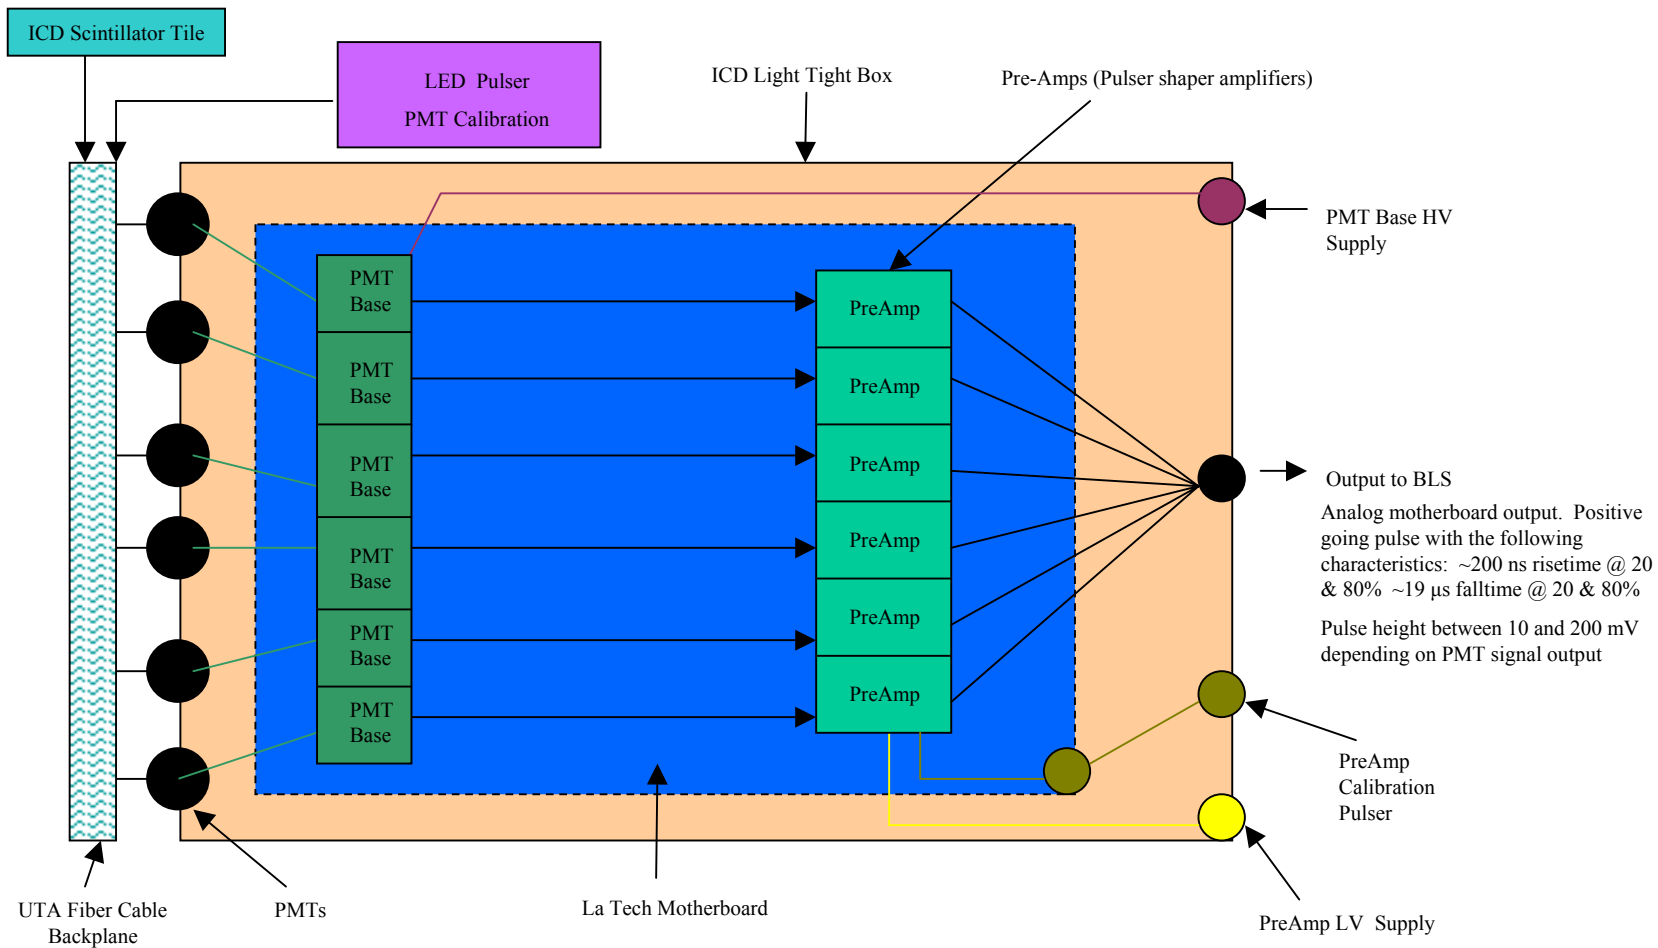 ICD Scintillator Tile
LED Pulser
PMT Calibration
ICD Light Tight Box
Pre-Amps (Pulser shaper amplifiers)
PMT Base HV
Supply
PMT
Base
PMT
Base
PMT
Base
PMT
Base
PMT
Base
PMT
Base
PreAmp
PreAmp
PreAmp
PreAmp
PreAmp
PreAmp
Output to BLS
Analog motherboard output. Positive
going pulse with the following
characteristics: ~200 ns risetime @ 20
& 80% ~19 μs falltime @ 20 & 80%
Pulse height between 10 and 200 mV
depending on PMT signal output
PreAmp
Calibration
Pulser
UTA Fiber Cable
Backplane
PMTs
La Tech Motherboard
PreAmp LV Supply